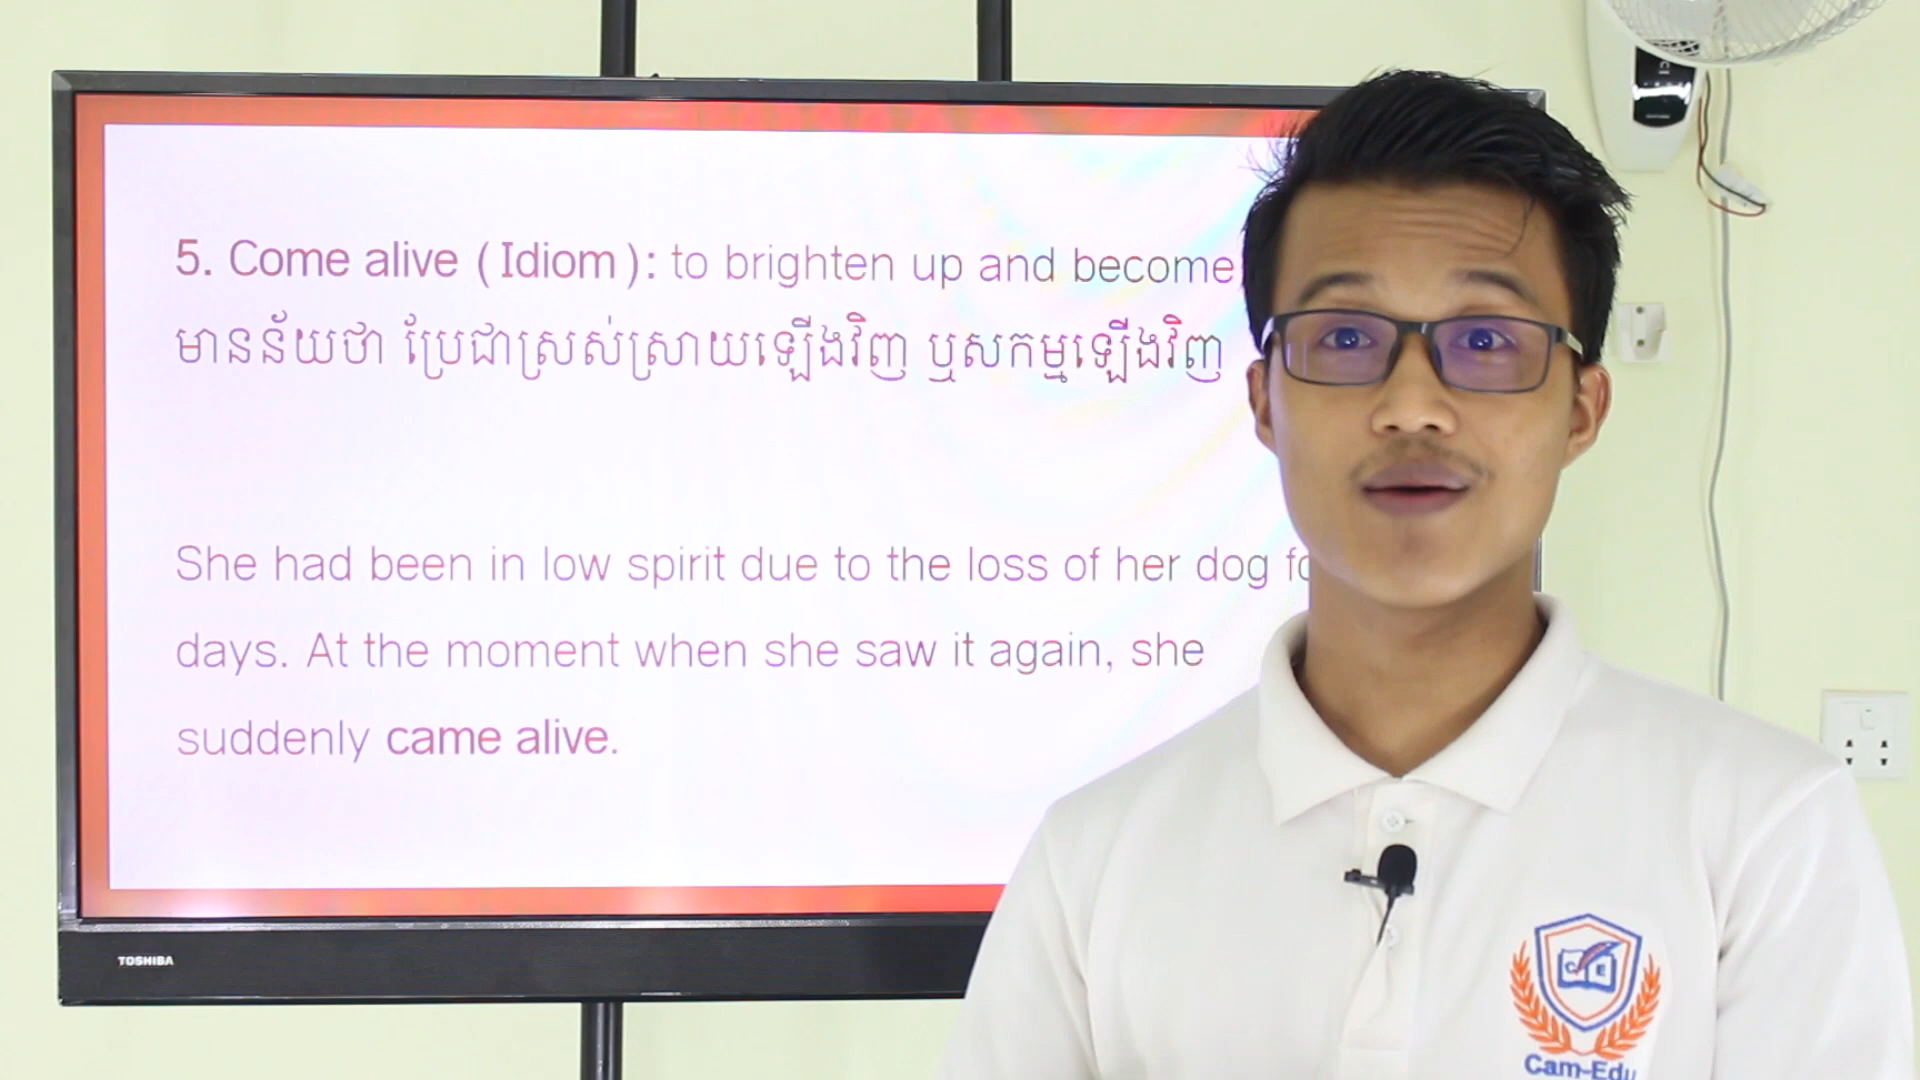 5. Come alive (Idiom): to brighten up and become
មានន័យថា ប្រែជាស្រស់ស្រាយឡើងវិញ ឬសកម្មឡើងវិញ
She had been in low spirit due to the loss of her dog fo
days. At the moment when she saw it again, she
suddenly came alive.
TOSHIBA
C E
Cam-Edu